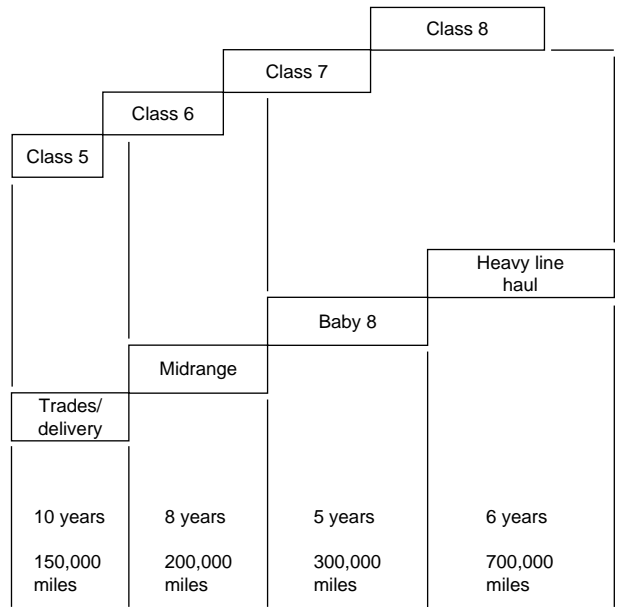 Class 8
Class 7
Class 6
Class 5
Heavy line
haul
Baby 8
Midrange
Trades/
delivery
10 years
8 years
5 years
6 years
150,000
miles
200,000
miles
300,000
miles
700,000
miles